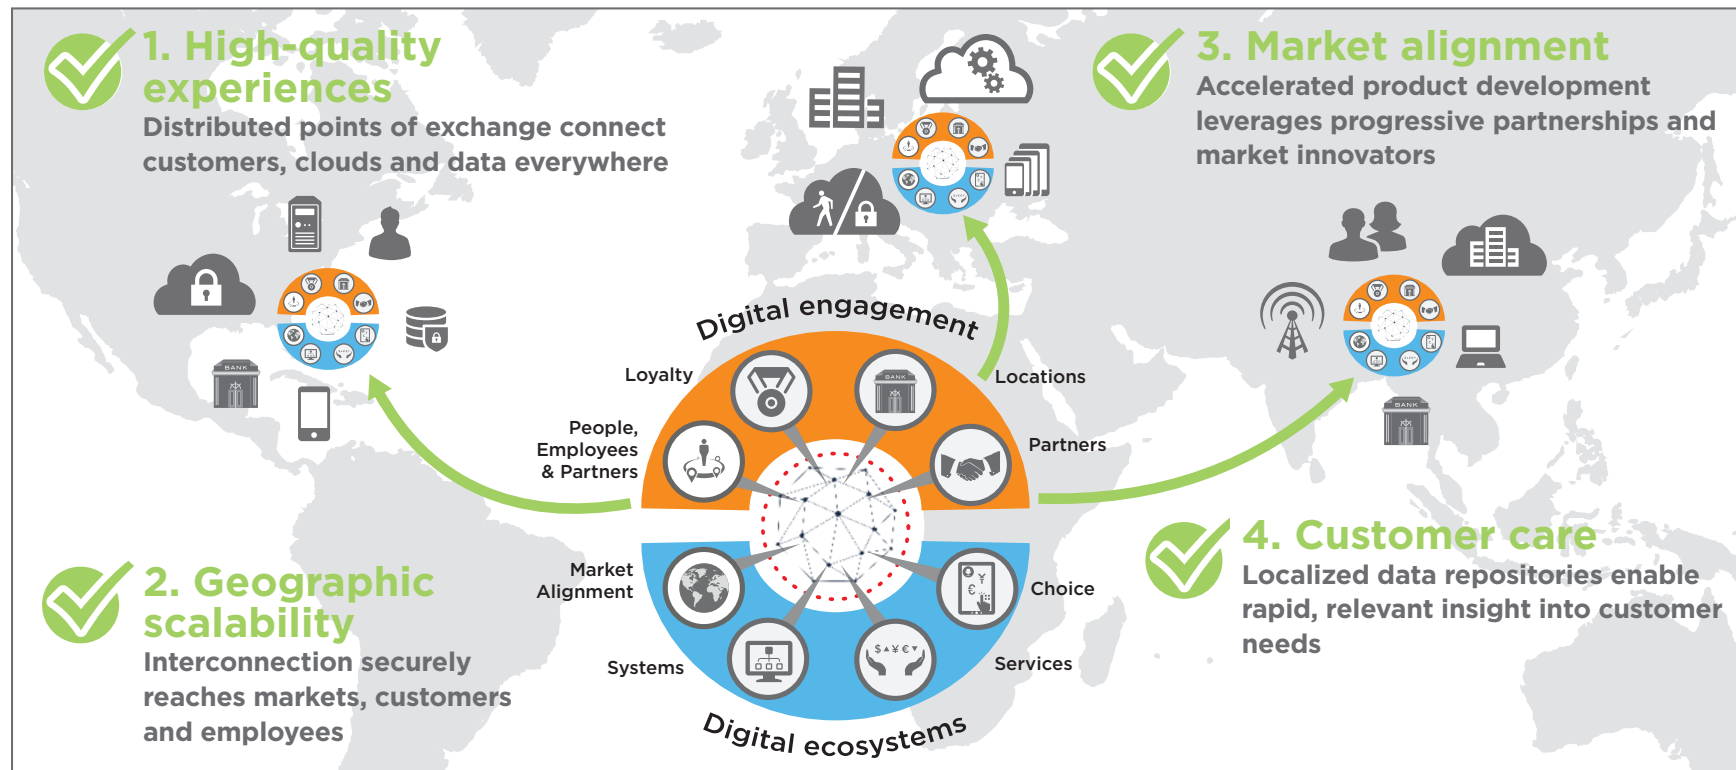 1. High-quality
experiences
Distributed points of exchange connect
customers, clouds and data everywhere
2. Geographic
scalability
Interconnection securely
reaches markets, customers
and employees
3. Market alignment
Accelerated product development
leverages progressive partnerships and
market innovators
4. Customer care
Localized data repositories enable
rapid, relevant insight into customer
needs
Digital engagement
Loyalty
People,
Employees
& Partners
Locations
Partners
BANK
Market
Alignment
Systems
Choice
Services
€ ¥
$ ▲ ¥ € ▼
Digital ecosystems
BANK
BANK